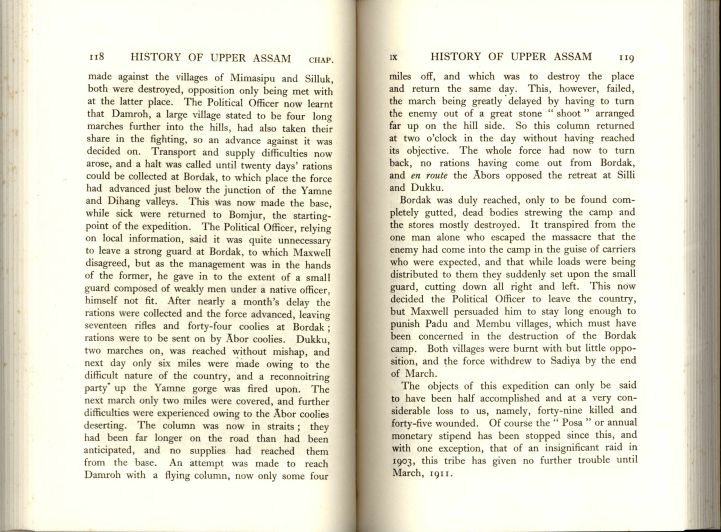 118 HISTORY OF UPPER ASSAM CHAP.
made against the villages of Mimasipu and Silluk,
both were destroyed, opposition only being met with
at the latter place. The Political Officer now learnt
that Damroh, a large village stated to be four long
marches further into the hills, had also taken their
share in the fighting, so an advance against it was
decided on. Transport and supply difficulties now
arose, and a halt was called until twenty days' rations
could be collected at Bordak, to which place the force
had advanced just below the junction of the Yamne
and Dihang valleys. This was now made the base,
while sick were returned to Bomjur, the starting-
point of the expedition. The Political Officer, relying
on local information, said it was quite unnecessary
to leave a strong guard at Bordak, to which Maxwell
disagreed, but as the management was in the hands
of the former, he gave in to the extent of a small
guard composed of weakly men under a native officer,
himself not fit. After nearly a month's delay the
rations were collected and the force advanced, leaving
seventeen rifles and forty-four coolies at Bordak ;
rations were to be sent on by Ābor coolies. Dukku,
two marches on, was reached without mishap, and
next day only six miles were made owing to the
difficult nature of the country, and a reconnoitring
party up the Yamne gorge was fired upon. The
next march only two miles were covered, and further
difficulties were experienced owing to the Ābor coolies
deserting. The column was now in straits ; they
had been far longer on the road than had been
anticipated, and no supplies had reached them
from the base. An attempt was made to reach
Damroh with a flying column, now only some four
IX HISTORY OF UPPER ASSAM 119
miles off, and which was to destroy the place
and return the same day. This, however, failed,
the march being greatly delayed by having to turn
the enemy out of a great stone "shoot" arranged
far up on the hill side. So this column returned
at two o'clock in the day without having reached
its objective. The whole force had now to turn
back, no rations having come out from Bordak,
and en route the Ābors opposed the retreat at Silli
and Dukku.
Bordak was duly reached, only to be found com-
pletely gutted, dead bodies strewing the camp and
the stores mostly destroyed. It transpired from the
one man alone who escaped the massacre that the
enemy had come into the camp in the guise of carriers
who were expected, and that while loads were being
distributed to them they suddenly set upon the small
guard, cutting down all right and left. This now
decided the Political Officer to leave the country,
but Maxwell persuaded him to stay long enough to
punish Padu and Membu villages, which must have
been concerned in the destruction of the Bordak
camp. Both villages were burnt with but little oppo-
sition, and the force withdrew to Sadiya by the end
of March.
The objects of this expedition can only be said
to have been half accomplished and at a very con-
siderable loss to us, namely, forty-nine killed and
forty-five wounded. Of course the "Posa" or annual
monetary stipend has been stopped since this, and
with one exception, that of an insignificant raid in
1903, this tribe has given no further trouble until
March, 1911.